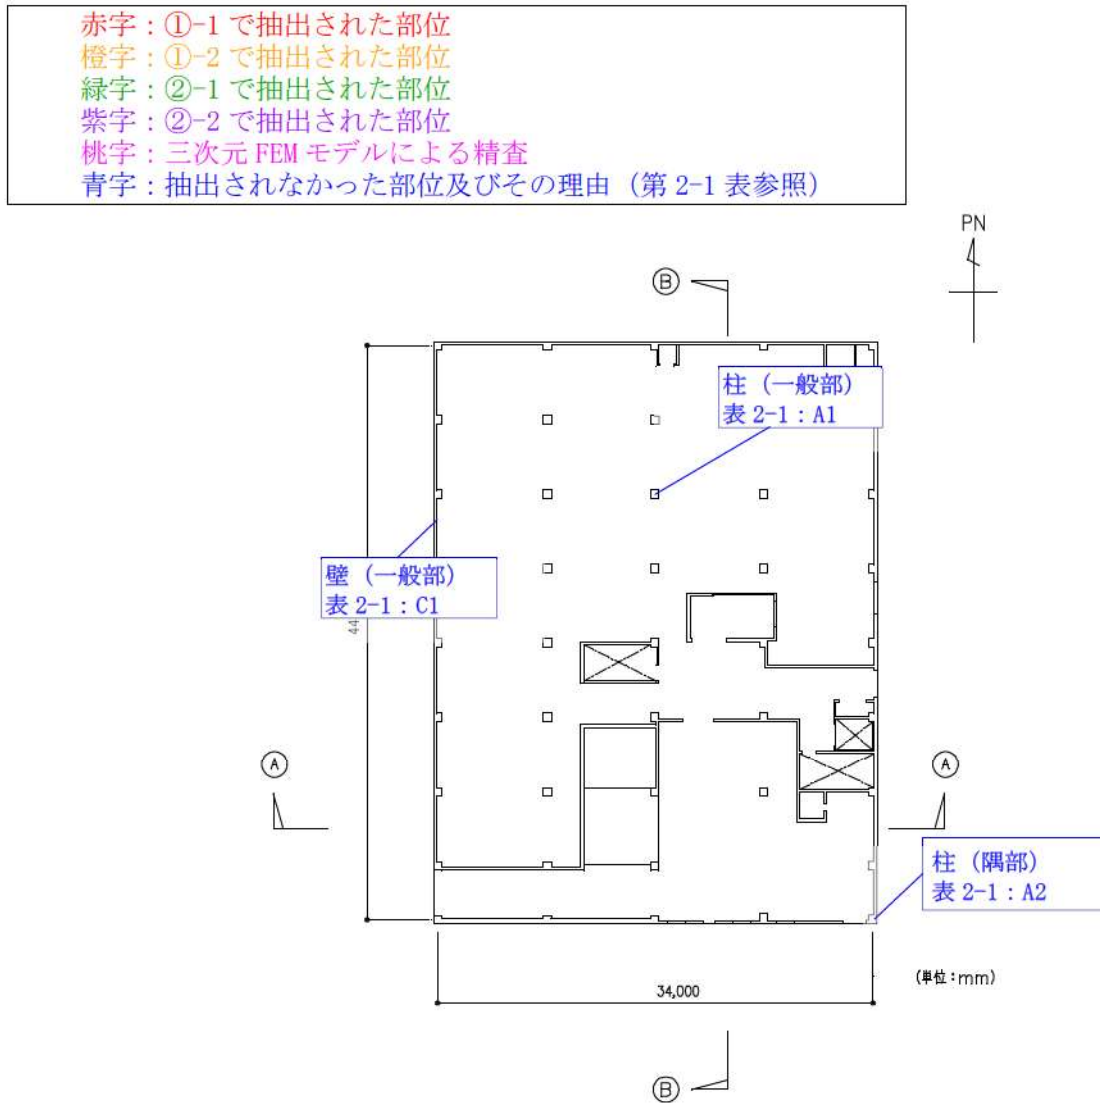 赤字：①-1 で抽出された部位
橙字：①-2 で抽出された部位
緑字：②-1 で抽出された部位
紫字：②-2 で抽出された部位
桃字：三次元 FEM モデルによる精査
青字：抽出されなかった部位及びその理由（第 2-1 表参照）
PN
B
柱（一般部）
表 2-1：A1
壁（一般部）
表 2-1：C1
44
A
A
柱（隅部）
表 2-1：A2
(単位：mm)
34,000
B